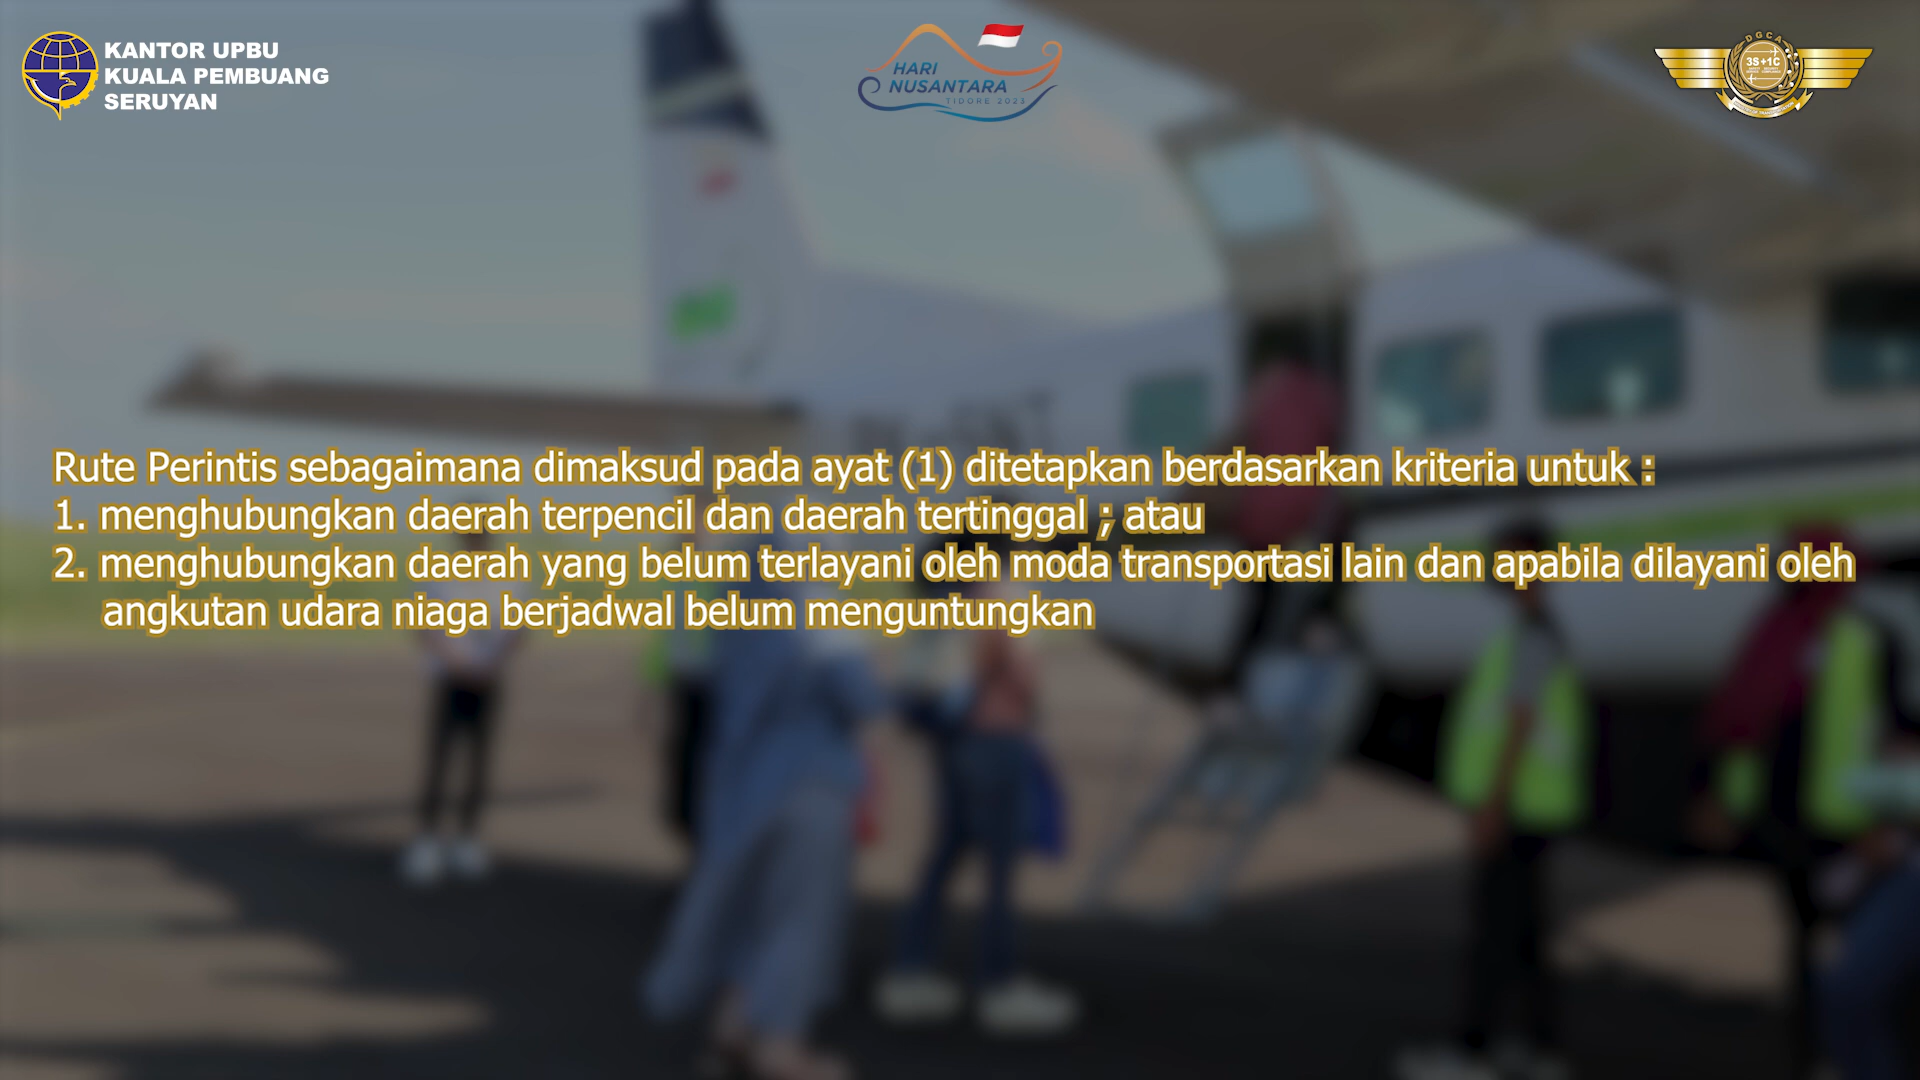 KANTOR UPBU
KUALA PEMBUANG
SERUYAN
HARI
NUSANTARA
TIDORE 2023
DGCA
3S+1C
Rute Perintis sebagaimana dimaksud pada ayat (1) ditetapkan berdasarkan kriteria untuk :
1. menghubungkan daerah terpencil dan daerah tertinggal ; atau
2. menghubungkan daerah yang belum terlayani oleh moda transportasi lain dan apabila dilayani oleh
angkutan udara niaga berjadwal belum menguntungkan